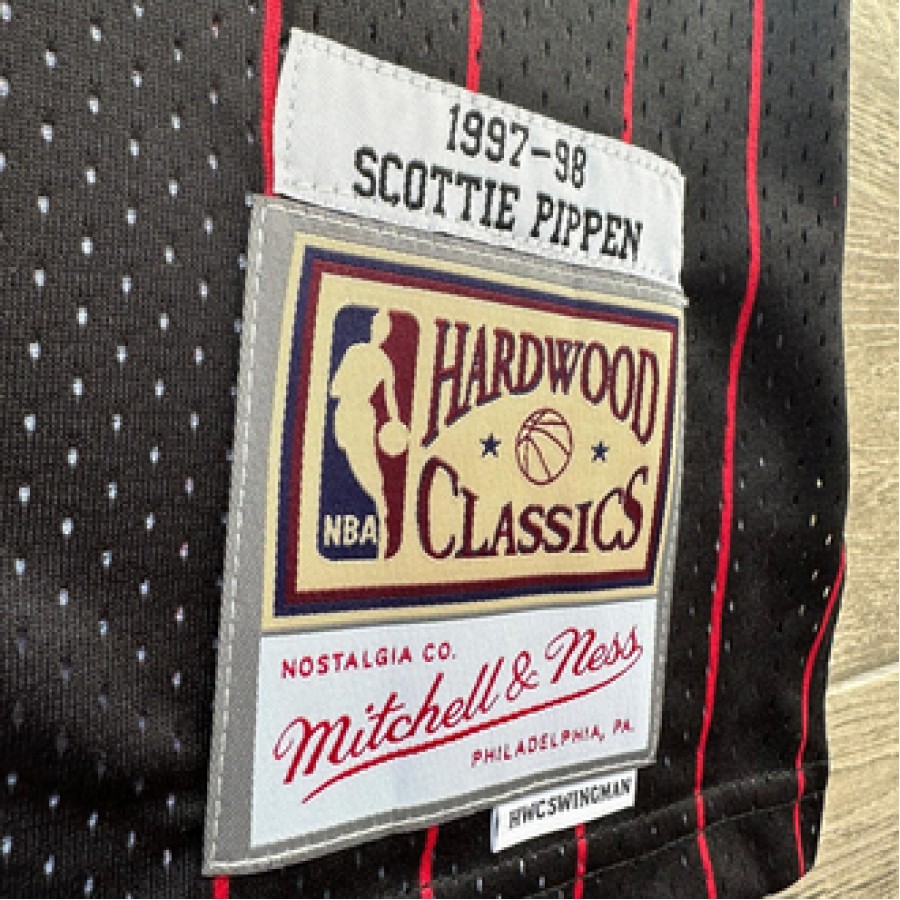 1997-98
SCOTTIE PIPPEN
HARDWOOD
CLASSICS
NBA
NOSTALGIA CO.
Mitchell & Ness
PHILADELPHIA, PA.
HWCSWINGMAN